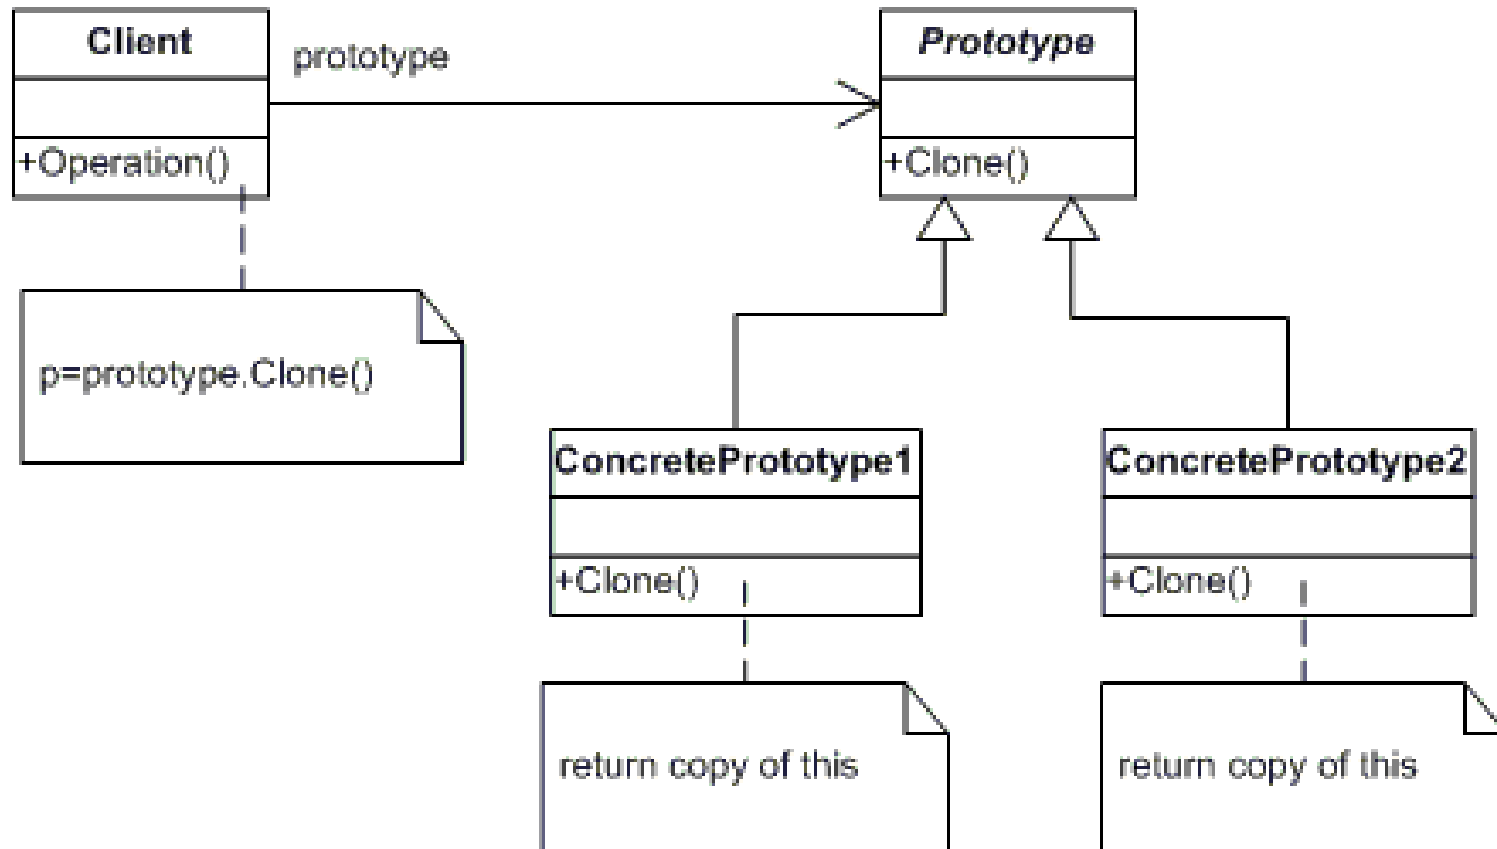 Client
prototype
Prototype
+Operation()
+Clone()
p=prototype.Clone()
ConcretePrototype1
ConcretePrototype2
+Clone()
+Clone()
return copy of this
return copy of this